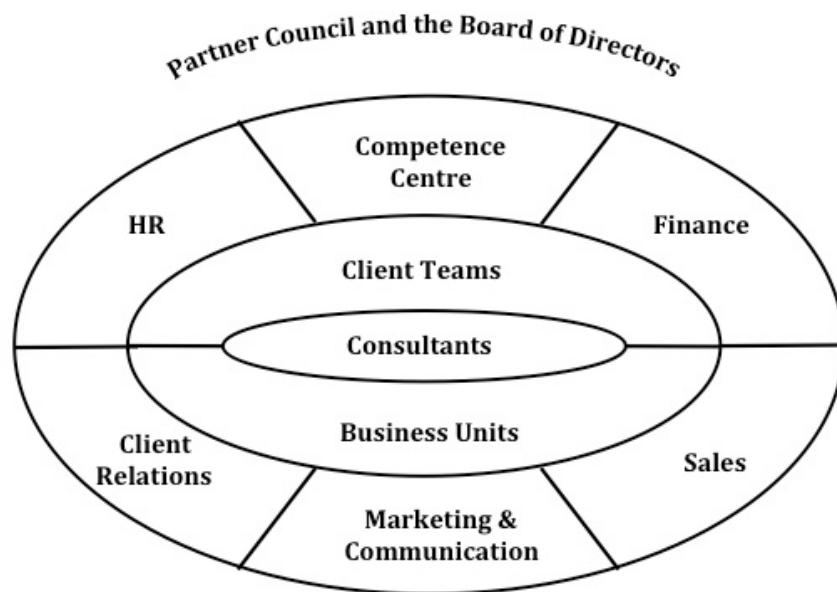 Partner Council and the Board of Directors
Competence
Centre
HR
Finance
Client Teams
Consultants
Business Units
Client
Relations
Sales
Marketing &
Communication